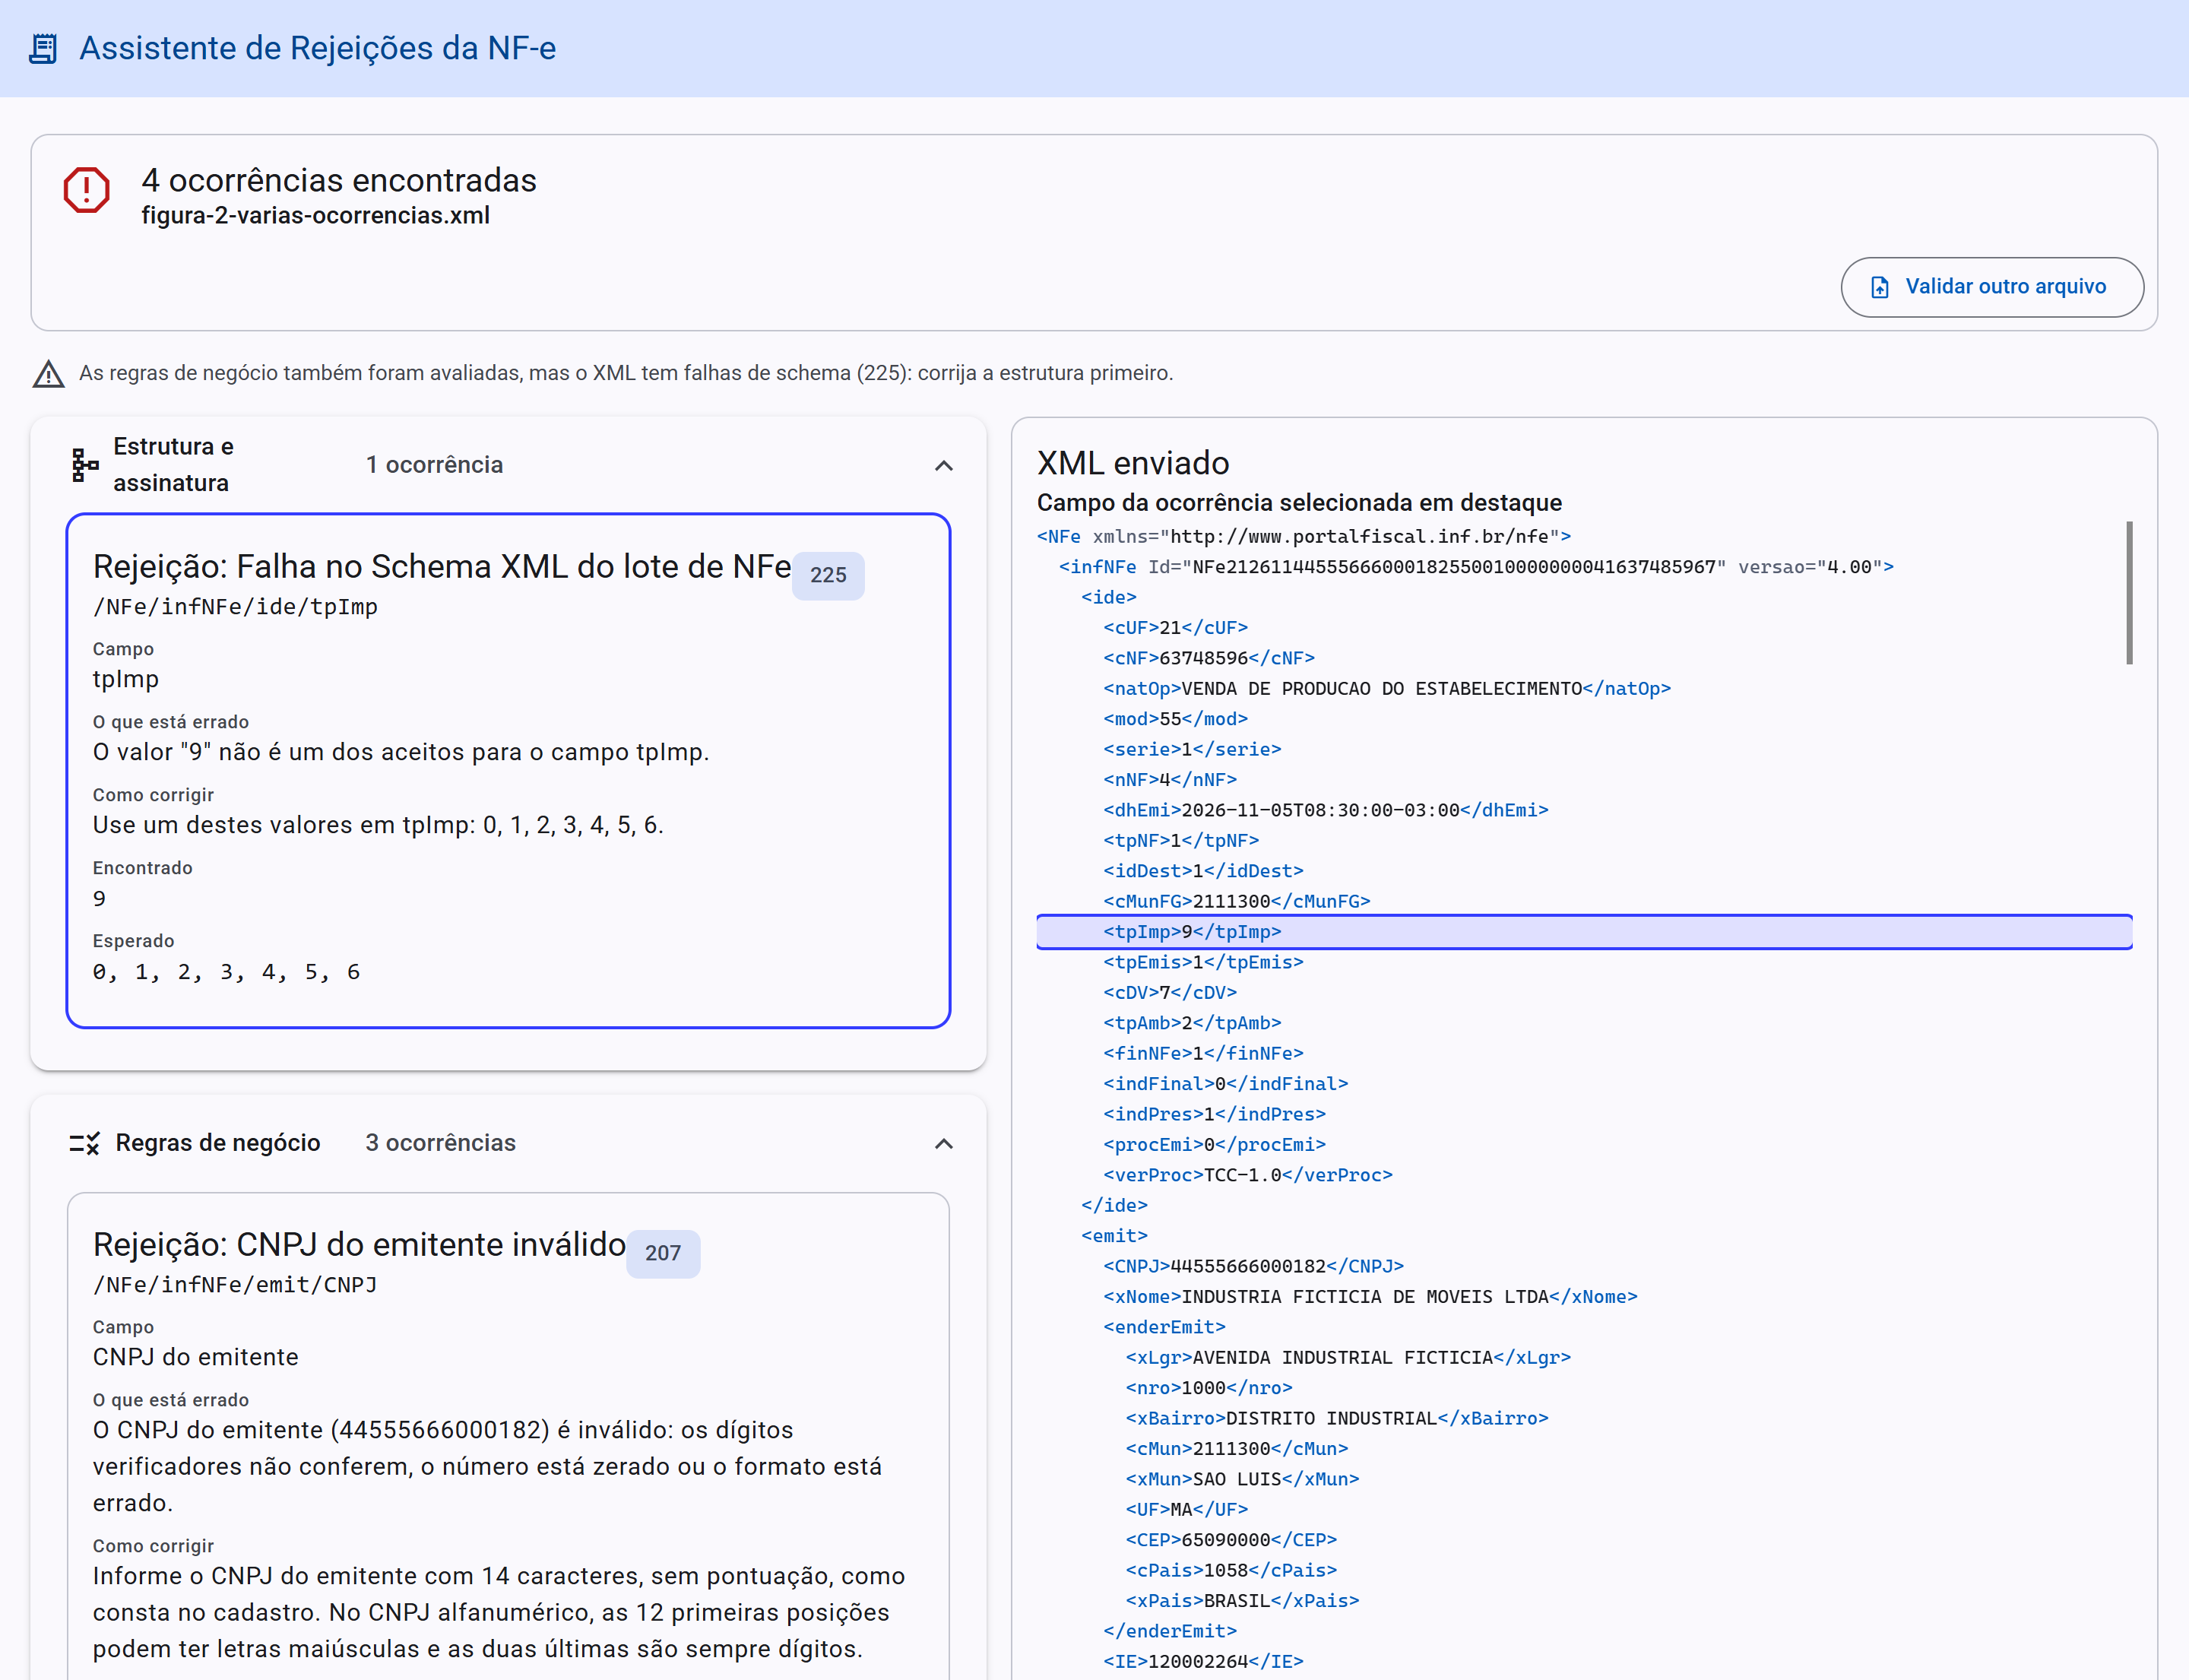 Assistente de Rejeições da NF-e
4 ocorrências encontradas
figura-2-varias-ocorrencias.xml
Validar outro arquivo
As regras de negócio também foram avaliadas, mas o XML tem falhas de schema (225): corrija a estrutura primeiro.
Estrutura e
assinatura
1 ocorrência
Rejeição: Falha no Schema XML do lote de NFe
225
/NFe/infNFe/ide/tpImp
Campo
tpImp
O que está errado
O valor "9" não é um dos aceitos para o campo tpImp.
Como corrigir
Use um destes valores em tpImp: 0, 1, 2, 3, 4, 5, 6.
Encontrado
9
Esperado
0, 1, 2, 3, 4, 5, 6
Regras de negócio
3 ocorrências
Rejeição: CNPJ do emitente inválido
207
/NFe/infNFe/emit/CNPJ
Campo
CNPJ do emitente
O que está errado
O CNPJ do emitente (44555666000182) é inválido: os dígitos
verificadores não conferem, o número está zerado ou o formato está
errado.
Como corrigir
Informe o CNPJ do emitente com 14 caracteres, sem pontuação, como
consta no cadastro. No CNPJ alfanumérico, as 12 primeiras posições
podem ter letras maiúsculas e as duas últimas são sempre dígitos.
XML enviado
Campo da ocorrência selecionada em destaque
<NFe xmlns="http://www.portalfiscal.inf.br/nfe">
<infNFe Id="NFe21261144555666000182550010000000041637485967" versao="4.00">
<ide>
<cUF>21</cUF>
<cNF>63748596</cNF>
<natOp>VENDA DE PRODUCAO DO ESTABELECIMENTO</natOp>
<mod>55</mod>
<serie>1</serie>
<nNF>4</nNF>
<dhEmi>2026-11-05T08:30:00-03:00</dhEmi>
<tpNF>1</tpNF>
<idDest>1</idDest>
<cMunFG>2111300</cMunFG>
<tpImp>9</tpImp>
<tpEmis>1</tpEmis>
<cDV>7</cDV>
<tpAmb>2</tpAmb>
<finNFe>1</finNFe>
<indFinal>0</indFinal>
<indPres>1</indPres>
<procEmi>0</procEmi>
<verProc>TCC-1.0</verProc>
</ide>
<emit>
<CNPJ>44555666000182</CNPJ>
<xNome>INDUSTRIA FICTICIA DE MOVEIS LTDA</xNome>
<enderEmit>
<xLgr>AVENIDA INDUSTRIAL FICTICIA</xLgr>
<nro>1000</nro>
<xBairro>DISTRITO INDUSTRIAL</xBairro>
<cMun>2111300</cMun>
<xMun>SAO LUIS</xMun>
<UF>MA</UF>
<CEP>65090000</CEP>
<cPais>1058</cPais>
<xPais>BRASIL</xPais>
</enderEmit>
<IE>120002264</IE>